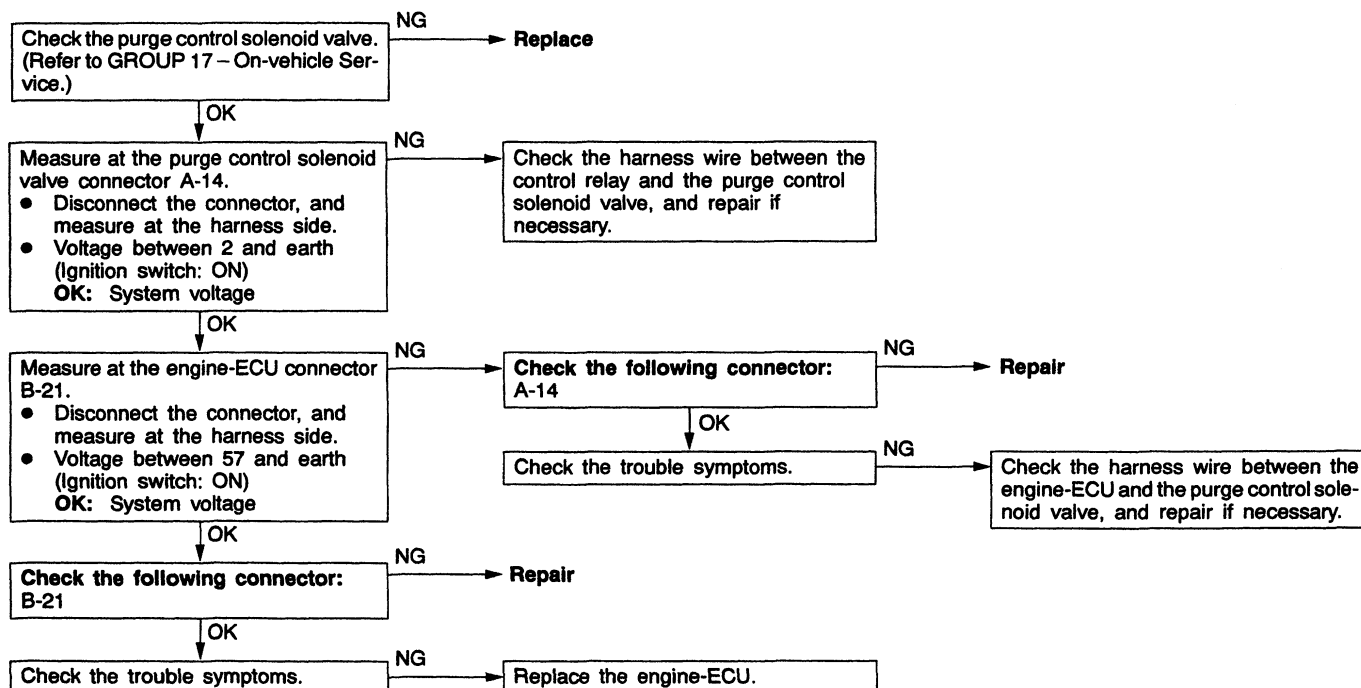 NG
Check the purge control solenoid valve.
(Refer to GROUP 17 – On-vehicle Ser-
vice.)
Replace
OK
Measure at the purge control solenoid
valve connector A-14.
● Disconnect the connector, and
measure at the harness side.
● Voltage between 2 and earth
(Ignition switch: ON)
OK: System voltage
NG
Check the harness wire between the
control relay and the purge control
solenoid valve, and repair if
necessary.
OK
Measure at the engine-ECU connector
B-21.
● Disconnect the connector, and
measure at the harness side.
● Voltage between 57 and earth
(Ignition switch: ON)
OK: System voltage
NG
Check the following connector:
A-14
NG
Repair
OK
Check the trouble symptoms.
NG
Check the harness wire between the
engine-ECU and the purge control sole-
noid valve, and repair if necessary.
OK
Check the following connector:
B-21
NG
Repair
OK
Check the trouble symptoms.
NG
Replace the engine-ECU.